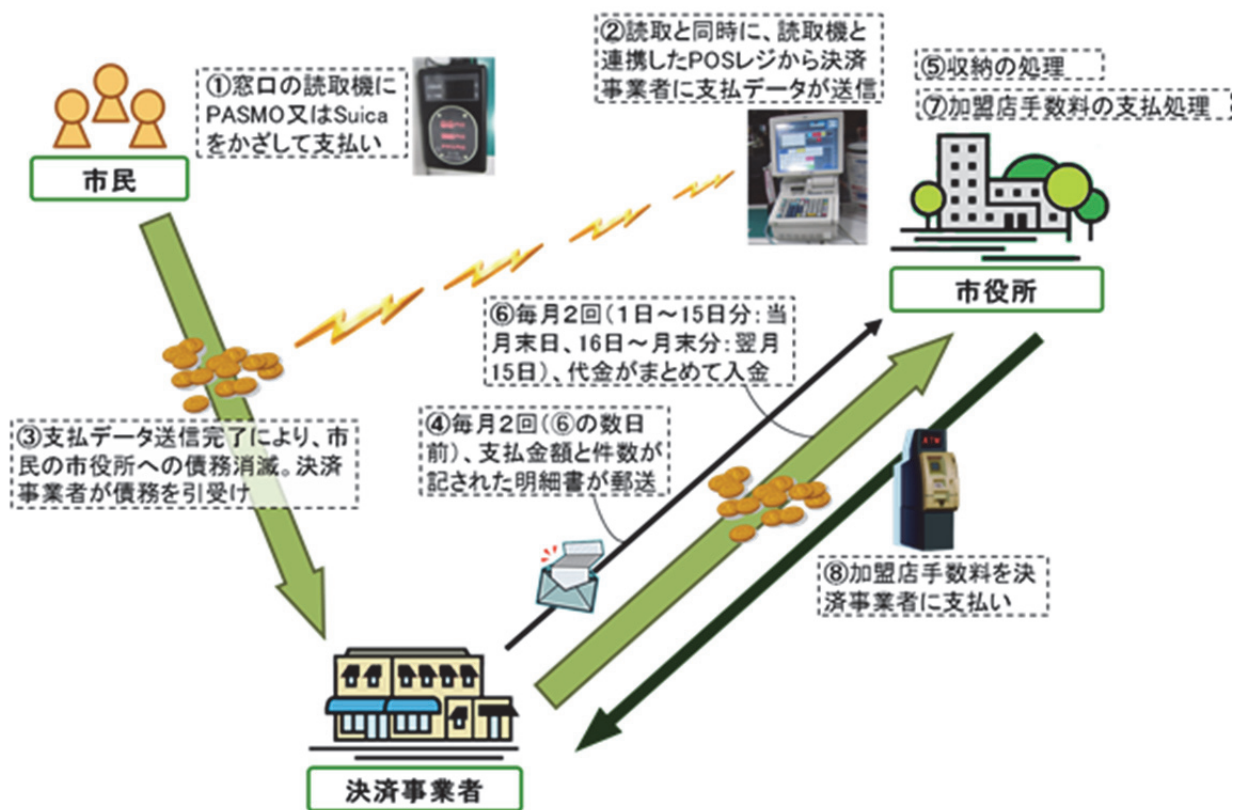 ①窓口の読取機に
PASMO又はSuica
をかざして支払い
②読取と同時に、読取機と
連携したPOSレジから決済
事業者に支払データが送信
⑤収納の処理
⑦加盟店手数料の支払処理
市民
市役所
⑥毎月2回(1日~15日分:当
月末日、16日~月末分:翌月
15日)、代金がまとめて入金
③支払データ送信完了により、市
民の市役所への債務消滅。決済
事業者が債務を引受け
④毎月2回(⑥の数日
前)、支払金額と件数が
記された明細書が郵送
ATM
⑧加盟店手数料を決
済事業者に支払い
決済事業者